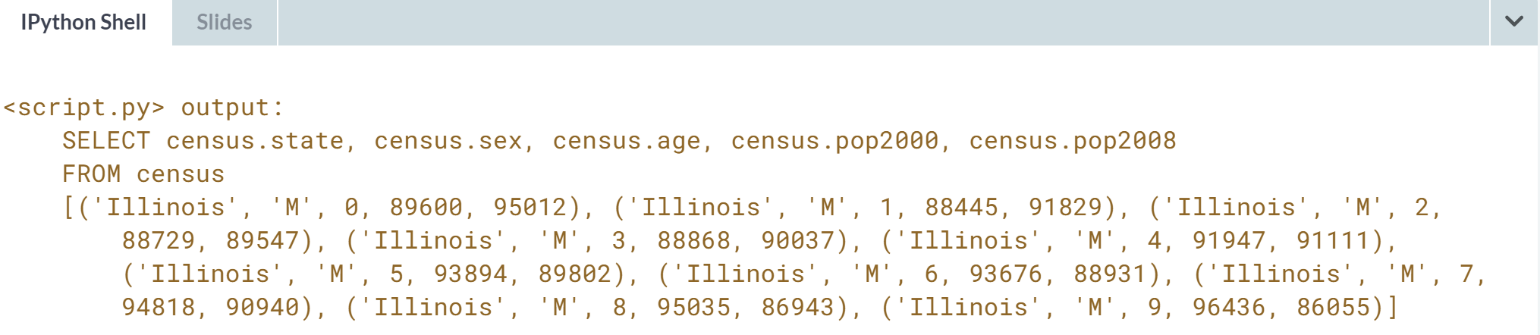 IPython Shell Slides
<script.py> output:
SELECT census.state, census.sex, census.age, census.pop2000, census.pop2008
FROM census
[('Illinois', 'M', 0, 89600, 95012), ('Illinois', 'M', 1, 88445, 91829), ('Illinois', 'M', 2,
88729, 89547), ('Illinois', 'M', 3, 88868, 90037), ('Illinois', 'M', 4, 91947, 91111),
('Illinois', 'M', 5, 93894, 89802), ('Illinois', 'M', 6, 93676, 88931), ('Illinois', 'M', 7,
94818, 90940), ('Illinois', 'M', 8, 95035, 86943), ('Illinois', 'M', 9, 96436, 86055)]